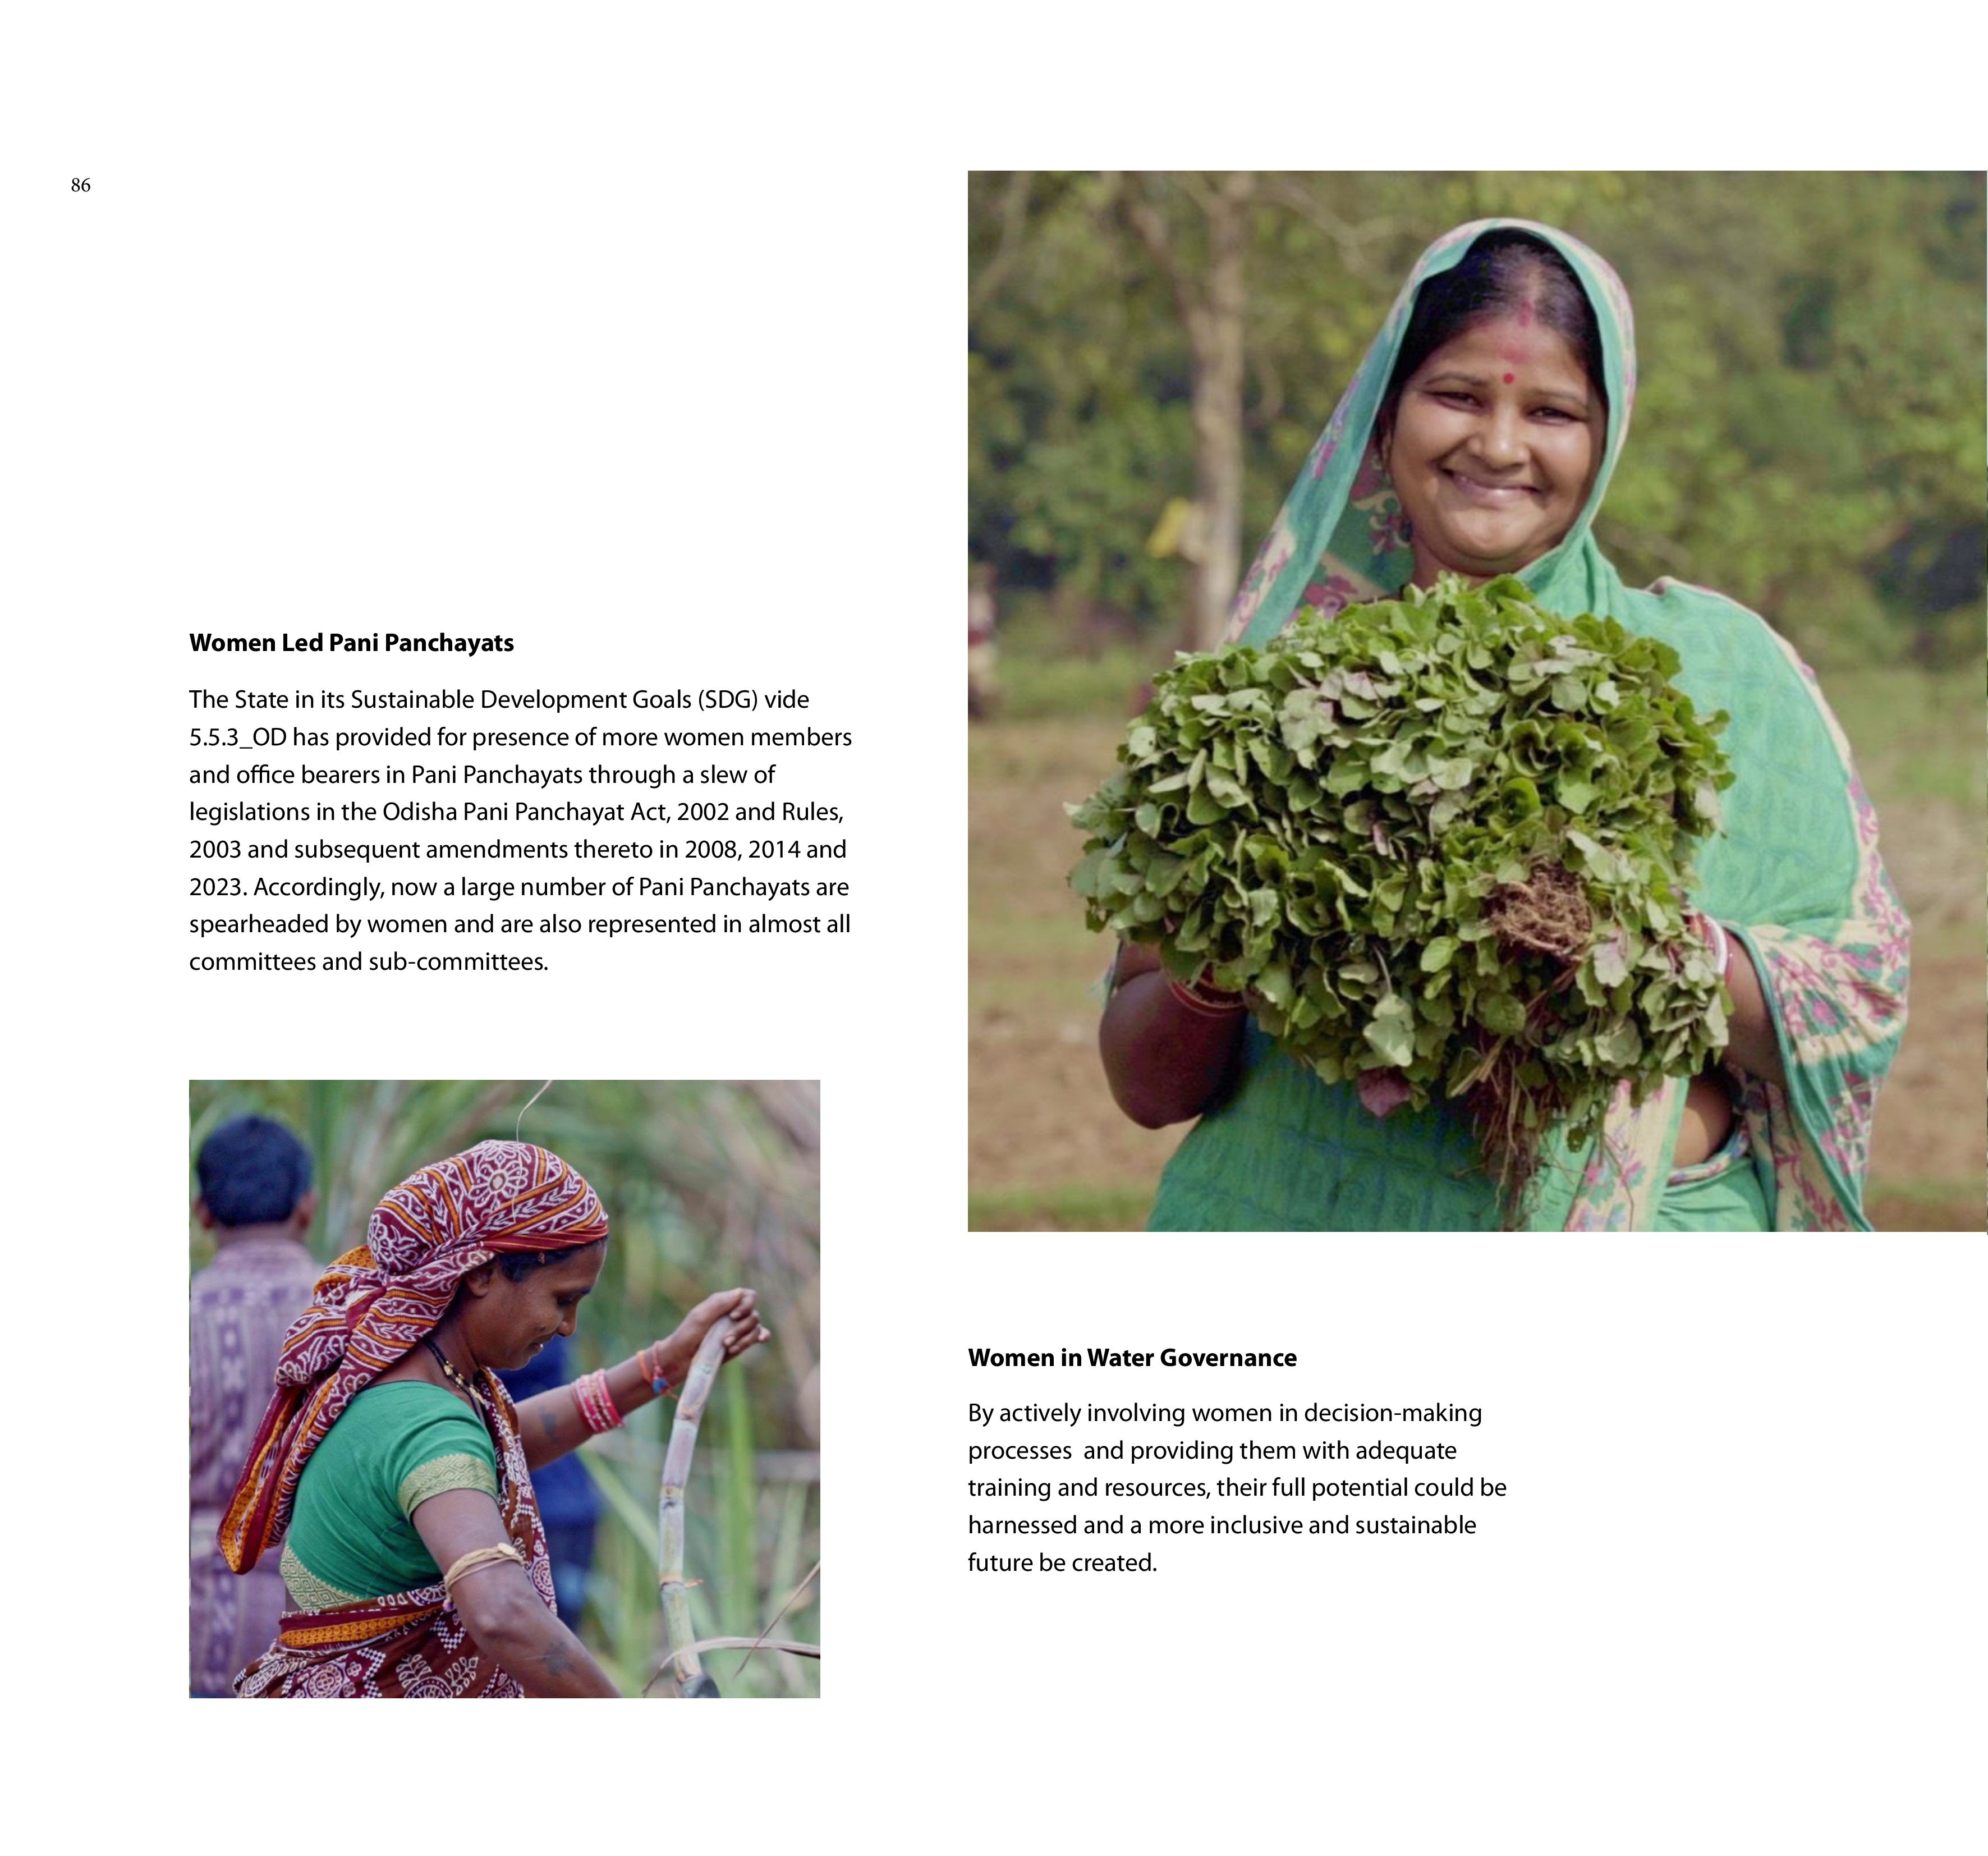 86
Women Led Pani Panchayats
The State in its Sustainable Development Goals (SDG) vide
5.5.3_OD has provided for presence of more women members
and office bearers in Pani Panchayats through a slew of
legislations in the Odisha Pani Panchayat Act, 2002 and Rules,
2003 and subsequent amendments thereto in 2008, 2014 and
2023. Accordingly, now a large number of Pani Panchayats are
spearheaded by women and are also represented in almost all
committees and sub-committees.
Women in Water Governance
By actively involving women in decision-making
processes  and providing them with adequate
training and resources, their full potential could be
harnessed and a more inclusive and sustainable
future be created.